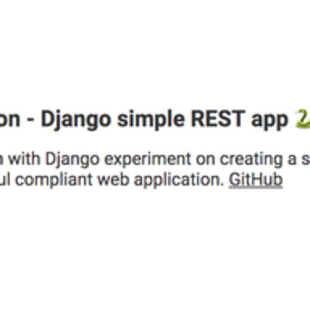 on - Django simple REST app 🐍
n with Django experiment on creating a s
ul compliant web application. GitHub